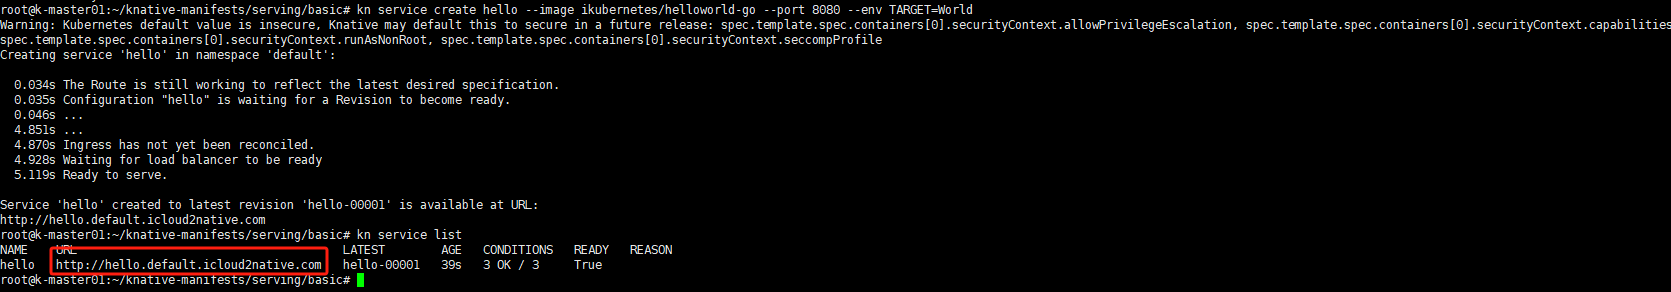 root@k-master01:~/knative-manifests/serving/basic# kn service create hello --image ikubernetes/helloworld-go --port 8080 --env TARGET=World
Warning: Kubernetes default value is insecure, Knative may default this to secure in a future release: spec.template.spec.containers[0].securityContext.allowPrivilegeEscalation, spec.template.spec.containers[0].securityContext.capabilities
spec.template.spec.containers[0].securityContext.runAsNonRoot, spec.template.spec.containers[0].securityContext.seccompProfile
Creating service 'hello' in namespace 'default':
0.034s The Route is still working to reflect the latest desired specification.
0.035s Configuration "hello" is waiting for a Revision to become ready.
0.046s ...
4.851s ...
4.870s Ingress has not yet been reconciled.
4.928s Waiting for load balancer to be ready
5.119s Ready to serve.
Service 'hello' created to latest revision 'hello-00001' is available at URL:
http://hello.default.icloud2native.com
root@k-master01:~/knative-manifests/serving/basic# kn service list
NAME URL LATEST AGE CONDITIONS READY REASON
hello http://hello.default.icloud2native.com hello-00001 39s 3 OK / 3 True
root@k-master01:~/knative-manifests/serving/basic#